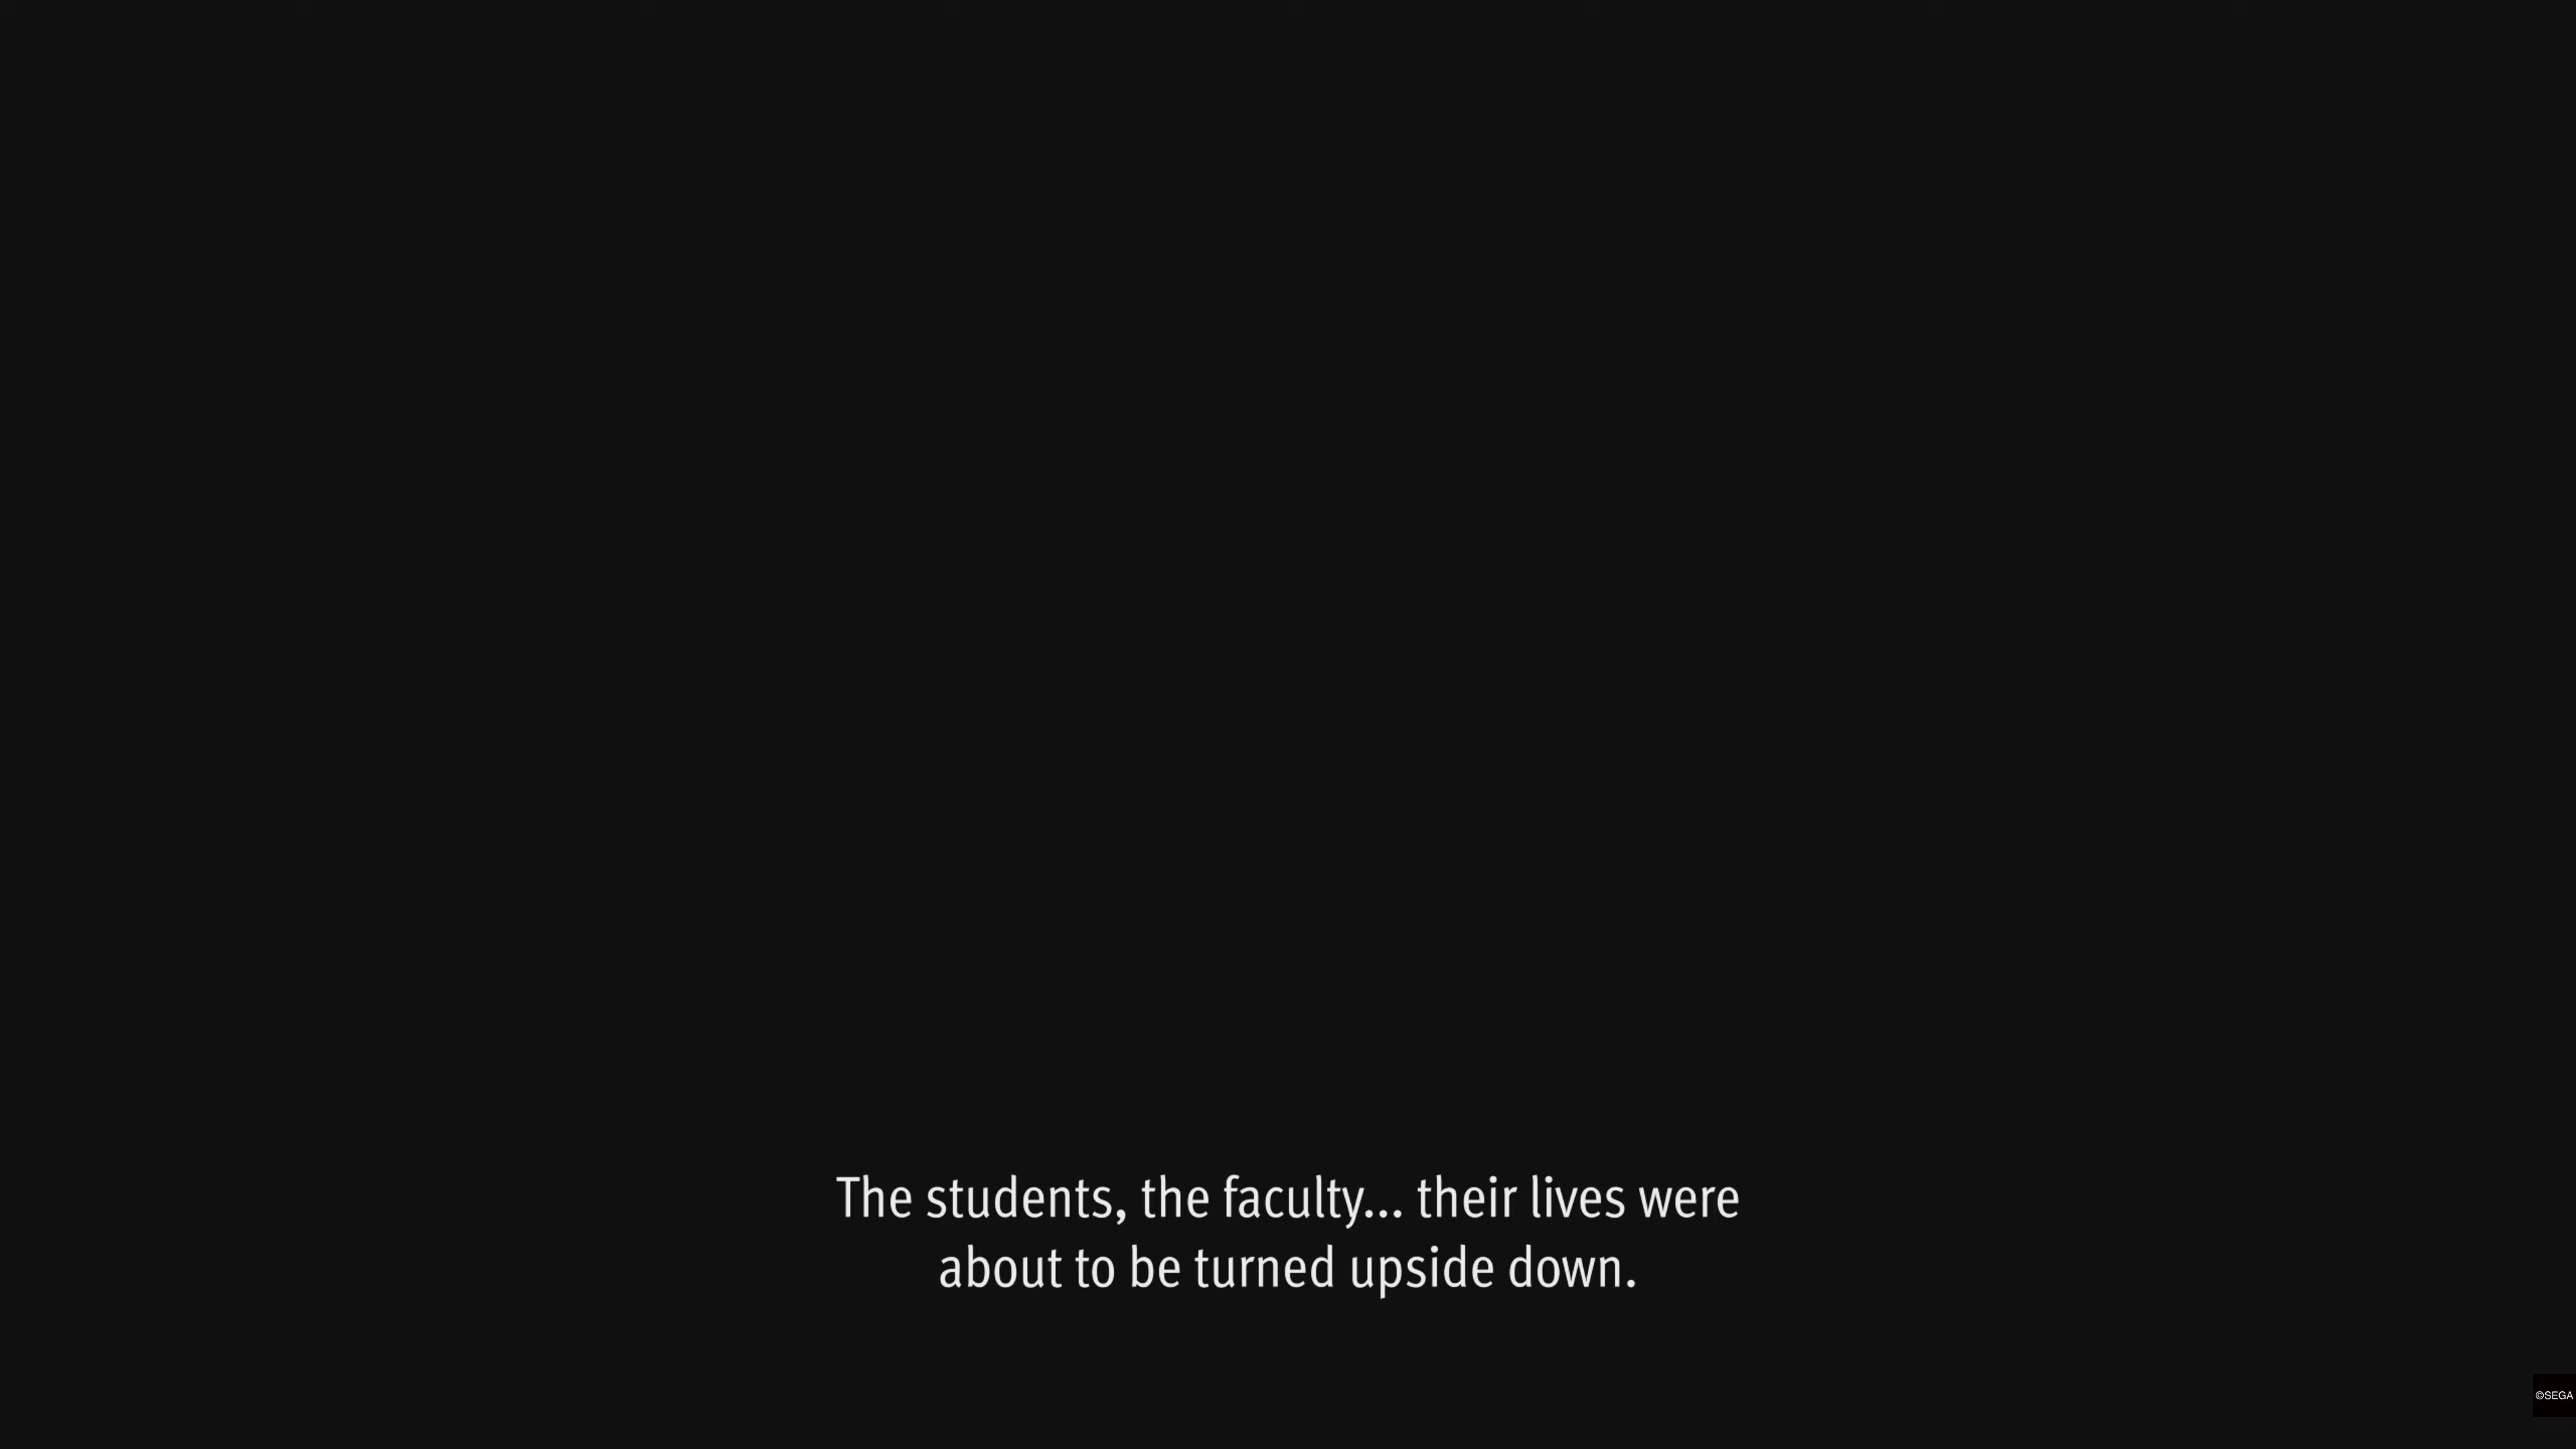 The students, the faculty... their lives were
about to be turned upside down.
©SEGA